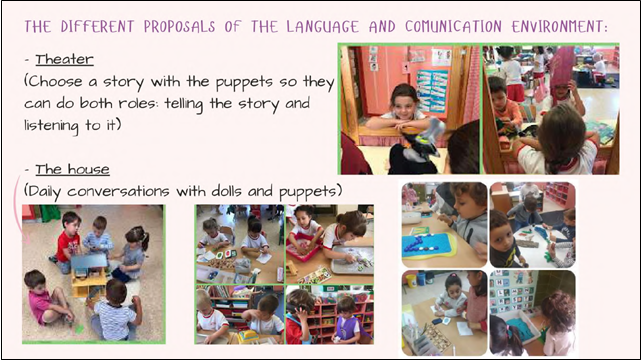 THE DIFFERENT PROPOSALS OF THE LANGUAGE AND COMUNICATION ENVIRONMENT:
- Theater
(Choose a story with the puppets so they
can do both roles: telling the story and
listening to it)
- The house
(Daily conversations with dolls and puppets)